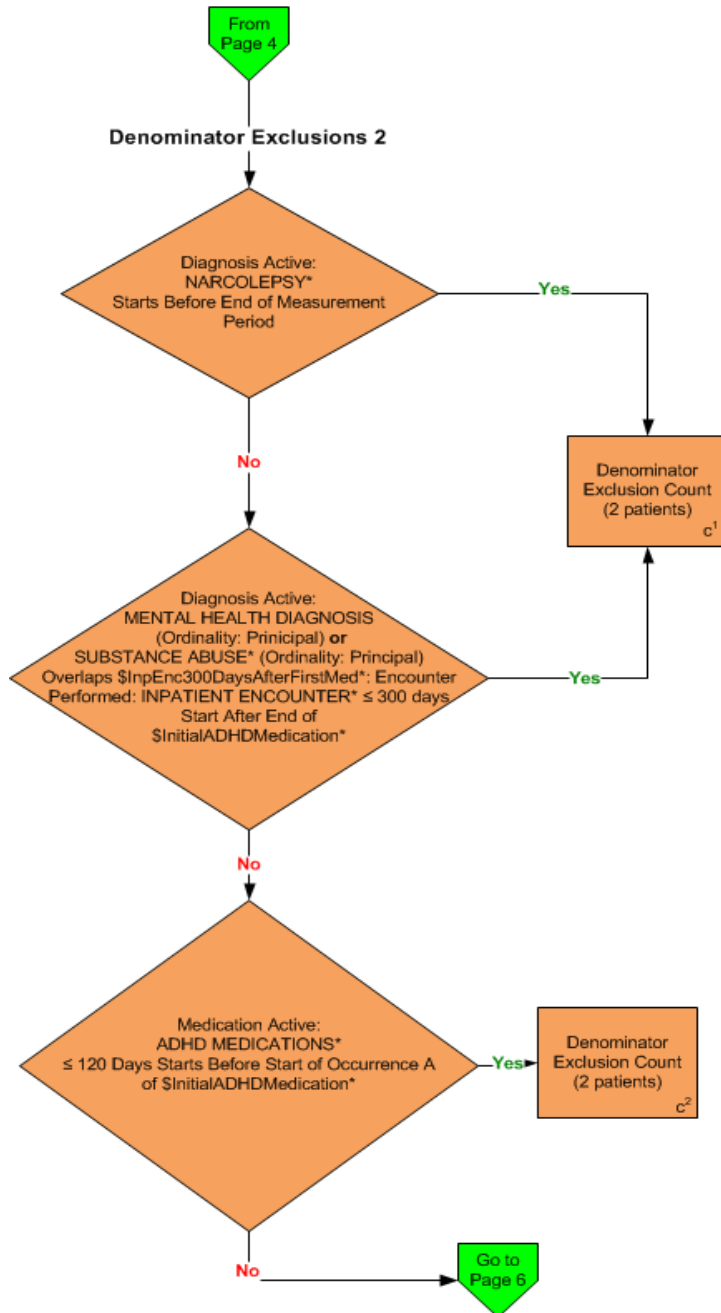 From
Page 4
Denominator Exclusions 2
Diagnosis Active:
NARCOLEPSY*
Starts Before End of Measurement
Period
Yes
No
Denominator
Exclusion Count
(2 patients)
c¹
Diagnosis Active:
MENTAL HEALTH DIAGNOSIS
(Ordinality: Prinicipal) or
SUBSTANCE ABUSE* (Ordinality: Principal)
Overlaps $InpEnc300DaysAfterFirstMed*: Encounter
Performed: INPATIENT ENCOUNTER* ≤ 300 days
Start After End of
$InitialADHDMedication*
Yes
No
Medication Active:
ADHD MEDICATIONS*
≤ 120 Days Starts Before Start of Occurrence A
of $InitialADHDMedication*
Yes
Denominator
Exclusion Count
(2 patients)
c²
No
Go to
Page 6